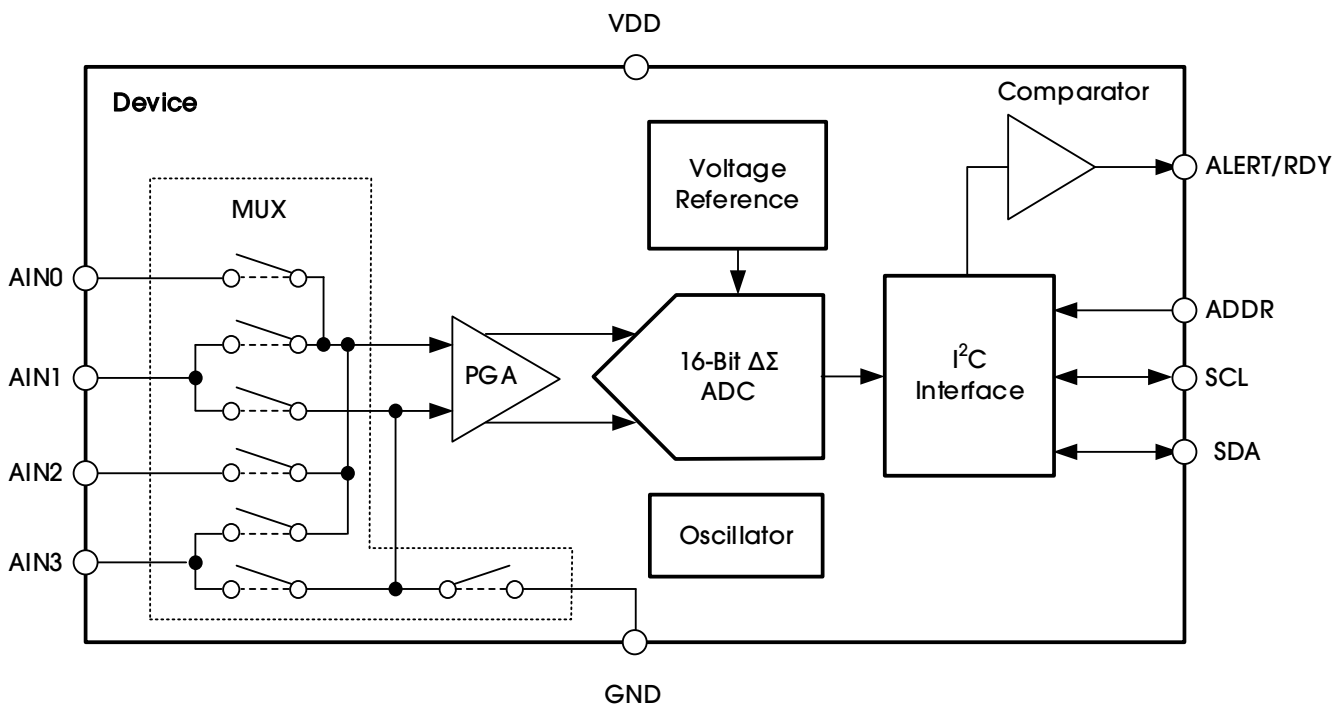 VDD
Device
Comparator
Voltage
Reference
ALERT/RDY
MUX
AIN0
ADDR
AIN1
PGA
16-Bit ΔΣ
ADC
I²C
Interface
SCL
AIN2
SDA
Oscillator
AIN3
GND